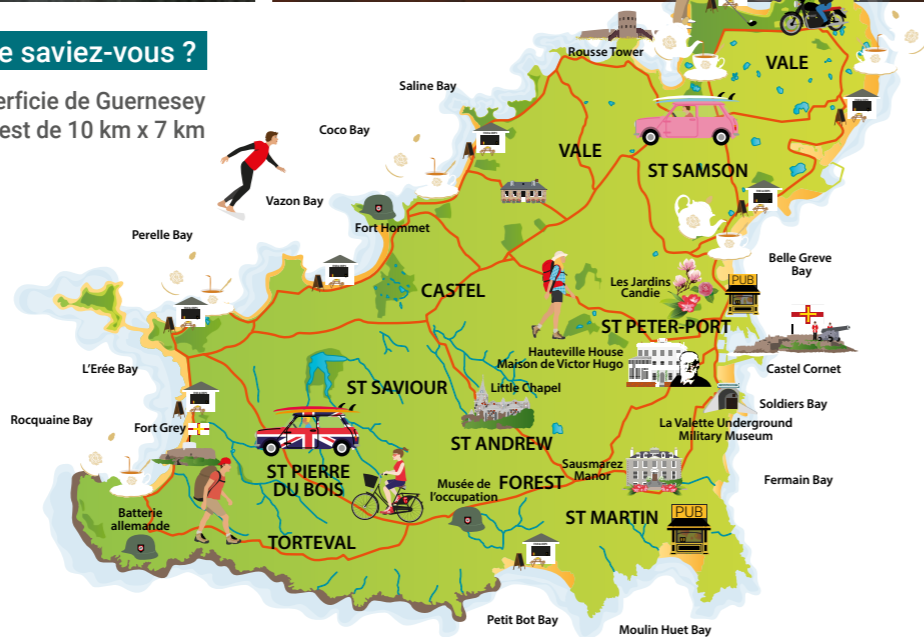 e saviez-vous ?
erficie de Guernesey
est de 10 km x 7 km
Rousse Tower
VALE
Saline Bay
Coco Bay
VALE
ST SAMSON
Vazon Bay
Fort Hommet
Perelle Bay
Belle Greve
Bay
Les Jardins
Candie
PUB
CASTEL
ST PETER-PORT
Hauteville House
Maison de Victor Hugo
Castel Cornet
L'Erée Bay
ST SAVIOUR
Little Chapel
Soldiers Bay
Rocquaine Bay
Fort Grey
La Valette Underground
Military Museum
ST ANDREW
ST PIERRE
DU BOIS
Sausmarez
Manor
Musée de
l'occupation
FOREST
Fermain Bay
Batterie
allemande
ST MARTIN
PUB
TORTEVAL
Petit Bot Bay
Moulin Huet Bay